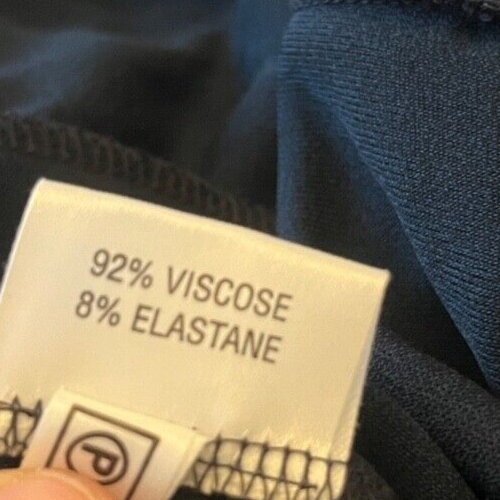 92% VISCOSE
8% ELASTANE
P